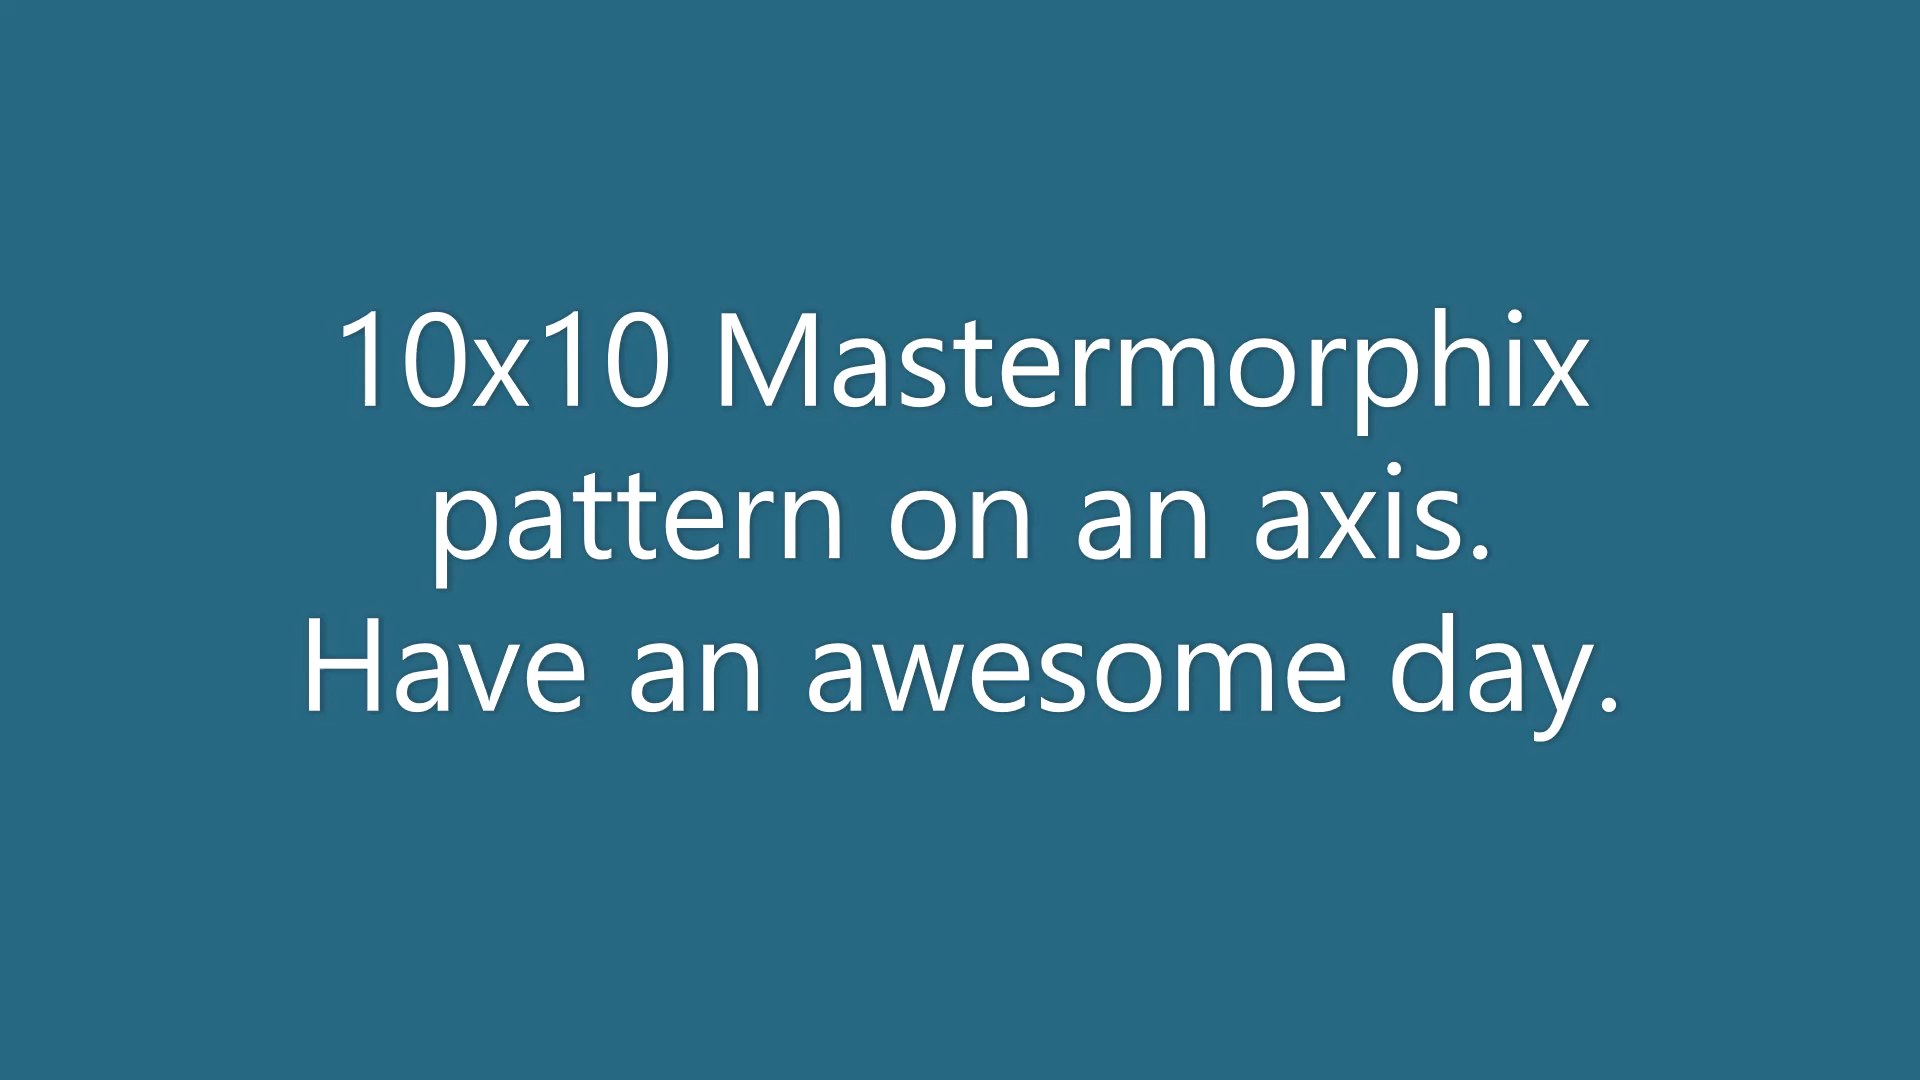 10x10 Mastermorphix
pattern on an axis.
Have an awesome day.